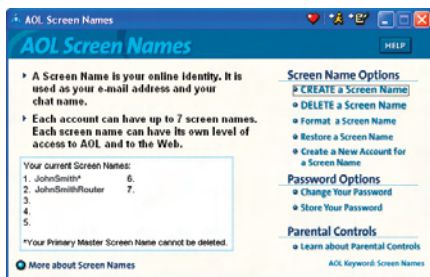 AOL Screen Names
AOL Screen Names
HELP
A Screen Name is your online identity. It is
used as your e-mail address and your
chat name.
Each account can have up to 7 screen names.
Each screen name can have its own level of
access to AOL and to the Web.
Your current Screen Names:
1. JohnSmith* 6.
2. JohnSmithRouter 7.
3.
4.
5.
*Your Primary Master Screen Name cannot be deleted.
More about Screen Names
Screen Name Options
CREATE a Screen Name
DELETE a Screen Name
Format a Screen Name
Restore a Screen Name
Create a New Account for
a Screen Name
Password Options
Change Your Password
Store Your Password
Parental Controls
Learn about Parental Controls
AOL Keyword: Screen Names